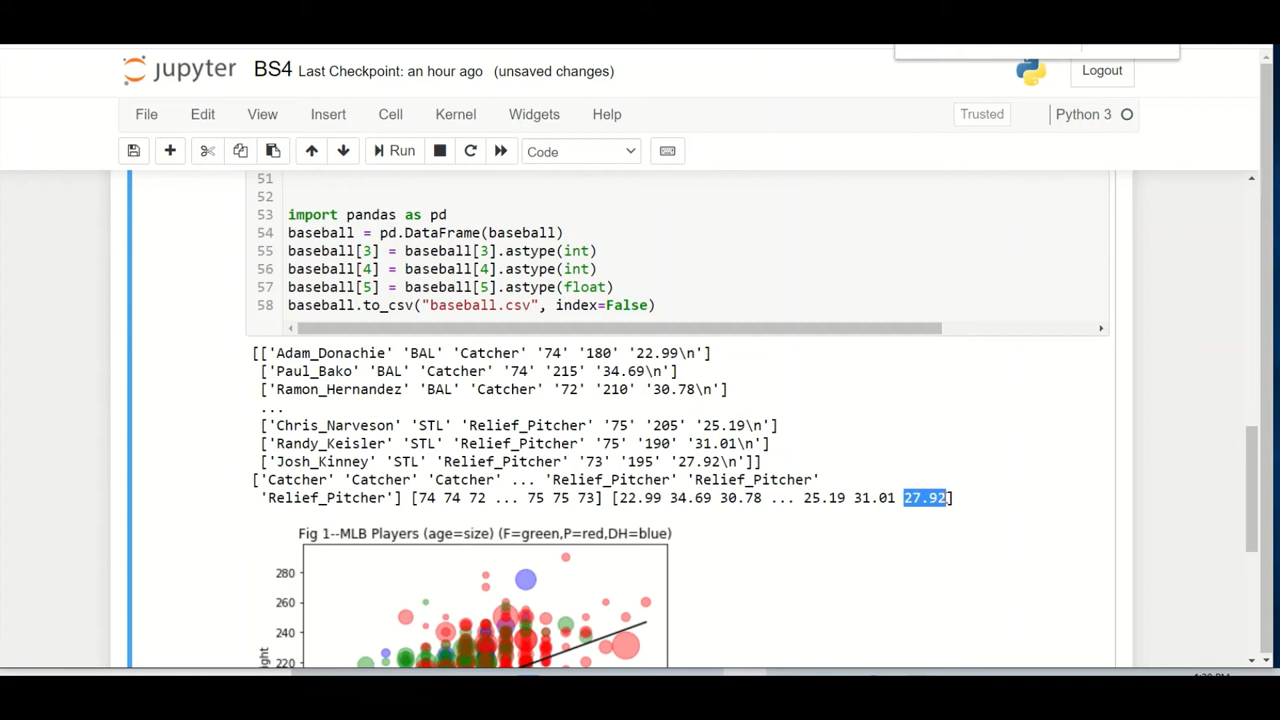 jupyter BS4 Last Checkpoint: an hour ago (unsaved changes) Logout
File Edit View Insert Cell Kernel Widgets Help Trusted Python 3
Run Code
51
52
53 import pandas as pd
54 baseball = pd.DataFrame(baseball)
55 baseball[3] = baseball[3].astype(int)
56 baseball[4] = baseball[4].astype(int)
57 baseball[5] = baseball[5].astype(float)
58 baseball.to_csv("baseball.csv", index=False)
[['Adam_Donachie' 'BAL' 'Catcher' '74' '180' '22.99\n']
['Paul_Bako' 'BAL' 'Catcher' '74' '215' '34.69\n']
['Ramon_Hernandez' 'BAL' 'Catcher' '72' '210' '30.78\n']
...
['Chris_Narveson' 'STL' 'Relief_Pitcher' '75' '205' '25.19\n']
['Randy_Keisler' 'STL' 'Relief_Pitcher' '75' '190' '31.01\n']
['Josh_Kinney' 'STL' 'Relief_Pitcher' '73' '195' '27.92\n']]
['Catcher' 'Catcher' 'Catcher' ... 'Relief_Pitcher' 'Relief_Pitcher'
'Relief_Pitcher'] [74 74 72 ... 75 75 73] [22.99 34.69 30.78 ... 25.19 31.01 27.92]
Fig 1--MLB Players (age=size) (F=green,P=red,DH=blue)
280
260
240
220